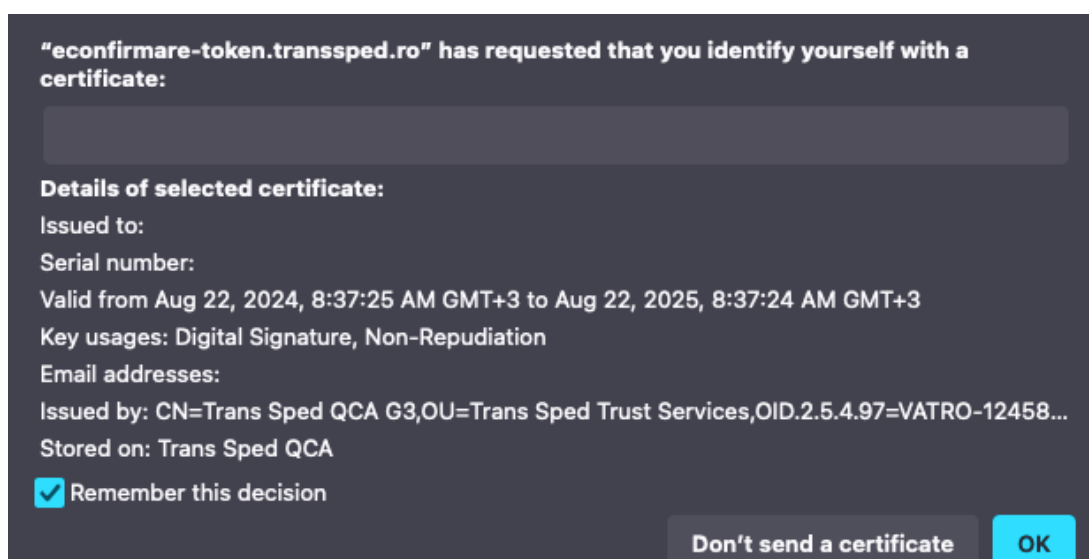 “econfirmare-token.transsped.ro” has requested that you identify yourself with a
certificate:
Details of selected certificate:
Issued to:
Serial number:
Valid from Aug 22, 2024, 8:37:25 AM GMT+3 to Aug 22, 2025, 8:37:24 AM GMT+3
Key usages: Digital Signature, Non-Repudiation
Email addresses:
Issued by: CN=Trans Sped QCA G3,OU=Trans Sped Trust Services,OID.2.5.4.97=VATRO-12458...
Stored on: Trans Sped QCA
Remember this decision
Don’t send a certificate
OK